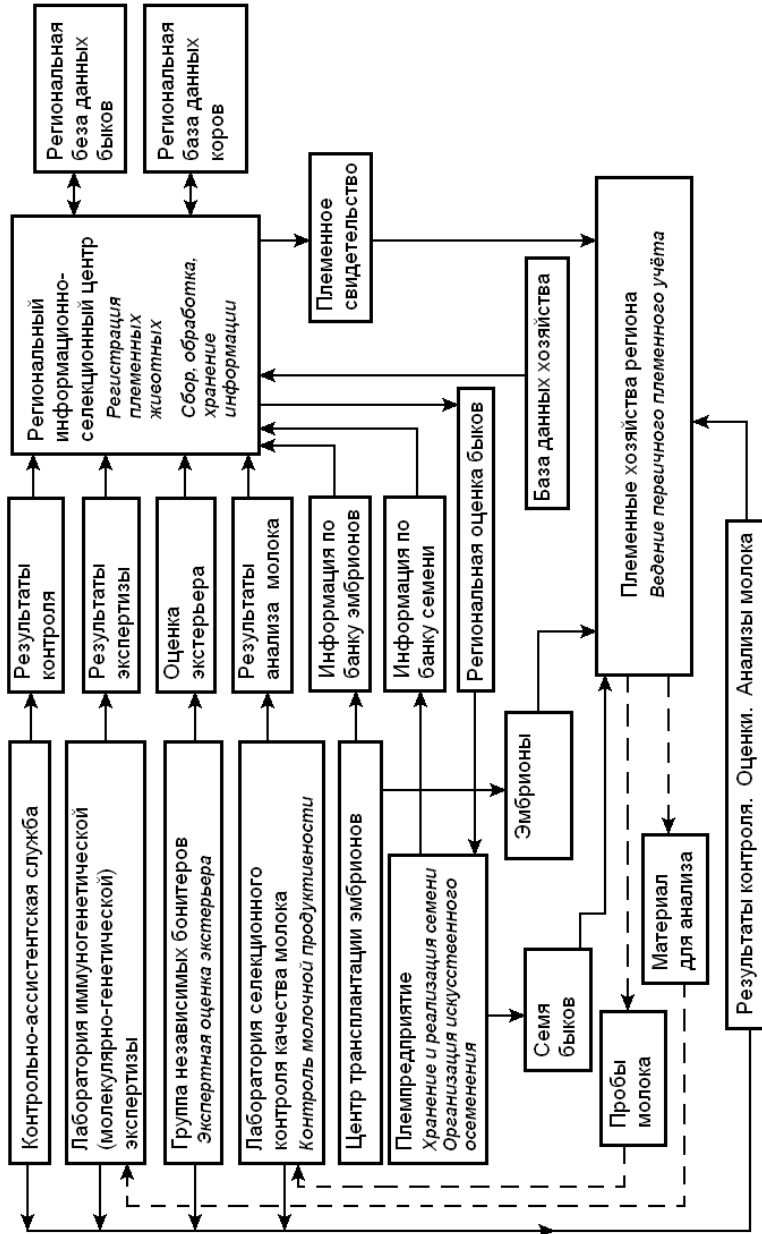 Контрольно-ассистентская служба
Лаборатория иммуногенетической
(молекулярно-генетической)
экспертизы
Группа независимых бонитеров
Экспертная оценка экстерьера
Лаборатория селекционного
контроля качества молока
Контроль молочной продуктивности
Центр трансплантации эмбрионов
Племпредприятие
Хранение и реализация семени
Организация искусственного
осеменения
Результаты
контроля
Результаты
экспертизы
Оценка
экстерьера
Результаты
анализа молока
Информация по
банку эмбрионов
Информация по
банку семени
Региональная оценка быков
Региональный
информационно-
селекционный центр
Регистрация
племенных
животных
Сбор, обработка,
хранение
информации
Региональная
беза данных
быков
Региональная
база данных
коров
Племенное
свидетельство
База данных хозяйства
Эмбрионы
Семя
быков
Племенные хозяйства региона
Ведение первичного племенного учёта
Пробы
молока
Материал
для анализа
Результаты контроля. Оценки. Анализы молока